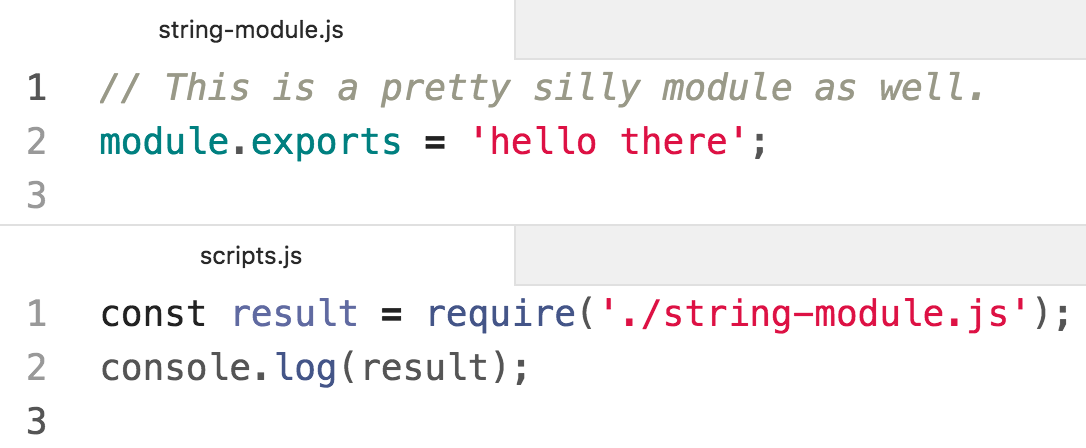 string-module.js
1 // This is a pretty silly module as well.
2 module.exports = 'hello there';
3
scripts.js
1 const result = require('./string-module.js');
2 console.log(result);
3